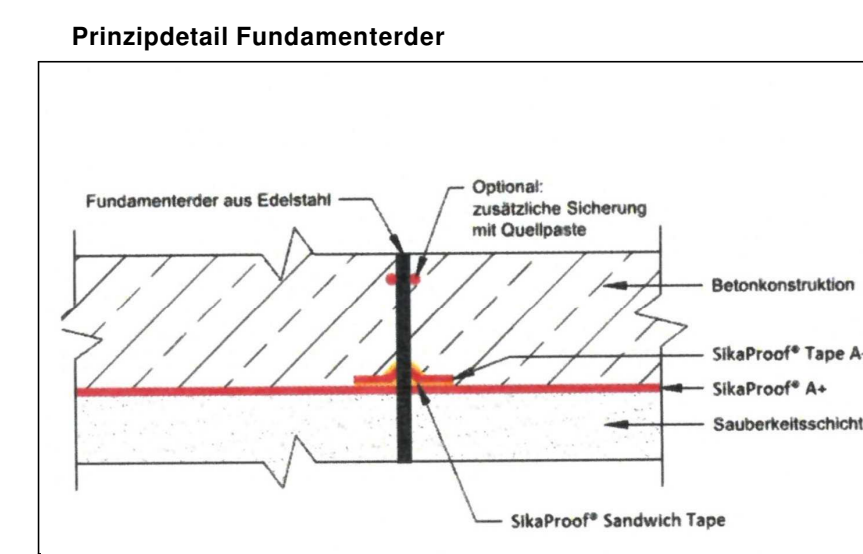 Prinzipdetail Fundamenterder
Fundamenterder aus Edelstahl
Optional:
zusätzliche Sicherung
mit Quellpaste
Betonkonstruktion
SikaProof® Tape A
SikaProof® A+
Sauberkeitsschicht
SikaProof® Sandwich Tape